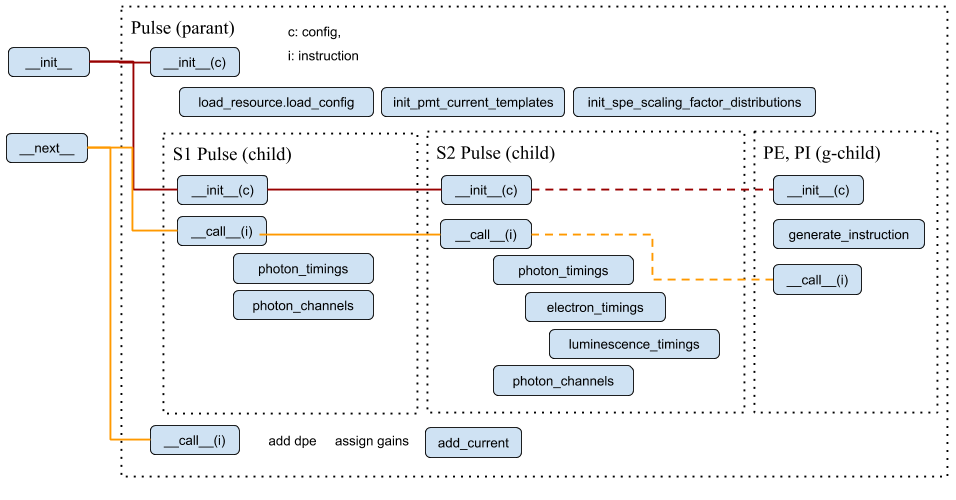 Pulse (parant)
c: config,
i: instruction
__init__
__init__(c)
load_resource.load_config
init_pmt_current_templates
init_spe_scaling_factor_distributions
__next__
S1 Pulse (child)
__init__(c)
__call__(i)
photon_timings
photon_channels
S2 Pulse (child)
__init__(c)
__call__(i)
photon_timings
electron_timings
luminescence_timings
photon_channels
PE, PI (g-child)
__init__(c)
generate_instruction
__call__(i)
__call__(i)
add dpe
assign gains
add_current